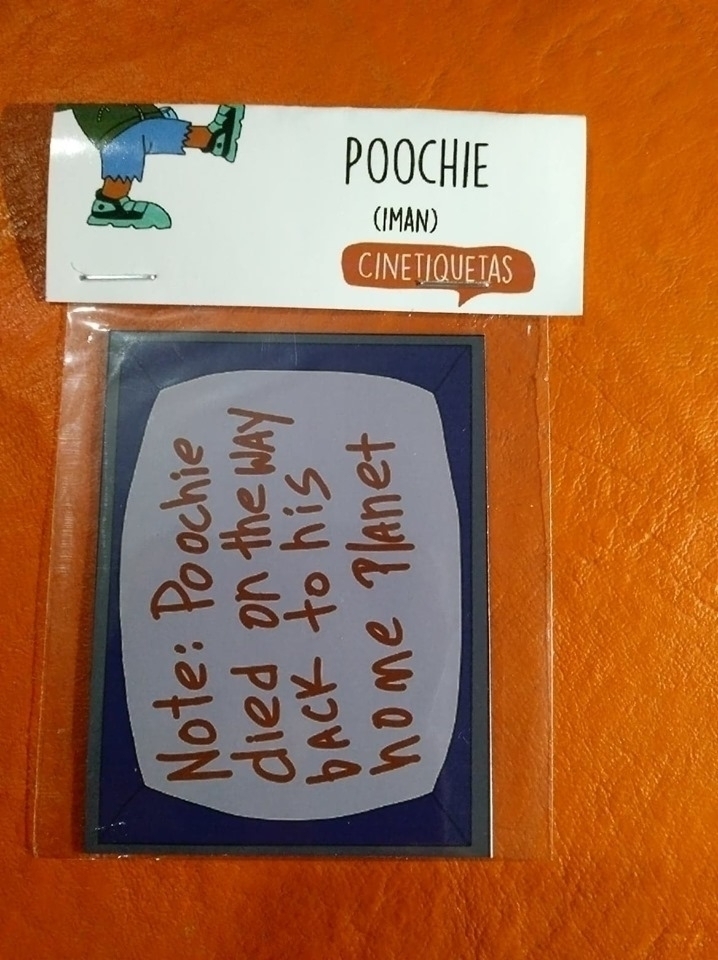 POOCHIE
(IMAN)
CINETIQUETAS
Note: Poochie
died on the way
back to his
home Planet